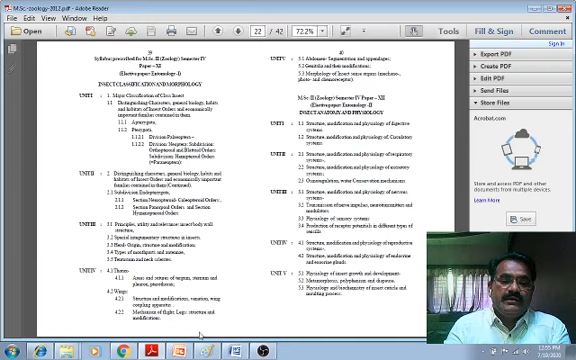 M.Sc.-zoology-2012.pdf - Adobe Reader
File Edit View Window Help
Open
22 / 42
72.2%
Tools Fill & Sign Comment
Sign In
Export PDF
Create PDF
Edit PDF
Send Files
Store Files
Acrobat.com
Store and access PDF and other documents from multiple devices.
Learn More
Save
39
Syllabus prescribed for M.Sc. II (Zoology) Semester IV
Paper - XI
(Elective paper Entomology-I)
INSECT CLASSIFICATION AND MORPHOLOGY
UNIT I : 1. Major Classification of Class Insect
1.1 Distinguishing Characters, general biology, habits
and habitats of Insect Orders and economically
important families contained in them.
1.1.1 Apterygota,
1.1.2 Pterygota,
1.1.2.1 Division Palaeoptera -
1.1.2.2 Division Neoptera: Subdivision:
Orthopteroid and Blattoid Orders:
Subdivision: Hemipteroid Orders
(=Paraneoptera):
UNIT II : 2. Distinguishing characters, general biology, habits and
habitats of Insect Orders and economically important
families contained in them (Continued).
2.1 Subdivision Endopterygota,
2.1.1 Section Neuropteroid-Coleopteroid Orders,
2.1.2 Section Panorpoid Orders and Section
Hymenopteroid Orders
UNIT III : 3.1 Principles, utility and relevance: insect body wall
structure,
3.2 Special integumentary structures in insects,
3.3 Head- Origin, structure and modification;
3.4 Types of mouthparts and antennae,
3.5 Tentorium and neck sclerites.
UNIT IV : 4.1 Thorax-
4.1.1 Areas and sutures of tergum, sternum and
pleuron, pterothorax;
4.2 Wings:
4.2.1 Structure and modifications, variation, wing
coupling apparatus
4.2.2 Mechanism of flight; Legs: structure and
modifications.
40
UNIT V : 5.1 Abdomen- Segmentation and appendages;
5.2 Genitalia and their modifications;
5.3 Morphology of Insect sense organs (mechano-,
photo- and chemoreceptor).
M.Sc. II (Zoology) Semester IV Paper - XII
(Elective paper Entomology-II)
INSECT ANATOMY AND PHYSIOLOGY
UNIT I : 1.1 Structure, modification and physiology of digestive
systems
1.2 Structure, modification and physiology of Circulatory
systems.
UNIT II : 2.1 Structure, modification and physiology of respiratory
systems,
2.2 Structure, modification and physiology of excretory
systems,
2.3 Osmoregulation, water Conservation mechanisms
UNIT III : 3.1 Structure, modification and physiology of nervous
systems
3.2 Transmission of nerve impulse, neurotransmitters and
modulators.
3.3 Physiology of sensory systems
3.4 Production of receptor potentials in different types of
sensilla
UNIT IV : 4.1 Structure, modification and physiology of reproductive
systems,
4.2 Structure, modification and physiology of endocrine
and exocrine glands.
UNIT V : 5.1 Physiology of insect growth and development-
5.2 Metamorphosis, polyphenism and diapause,
5.3 Physiology and biochemistry of insect cuticle and
moulting process.
12:55 PM
7/10/2020